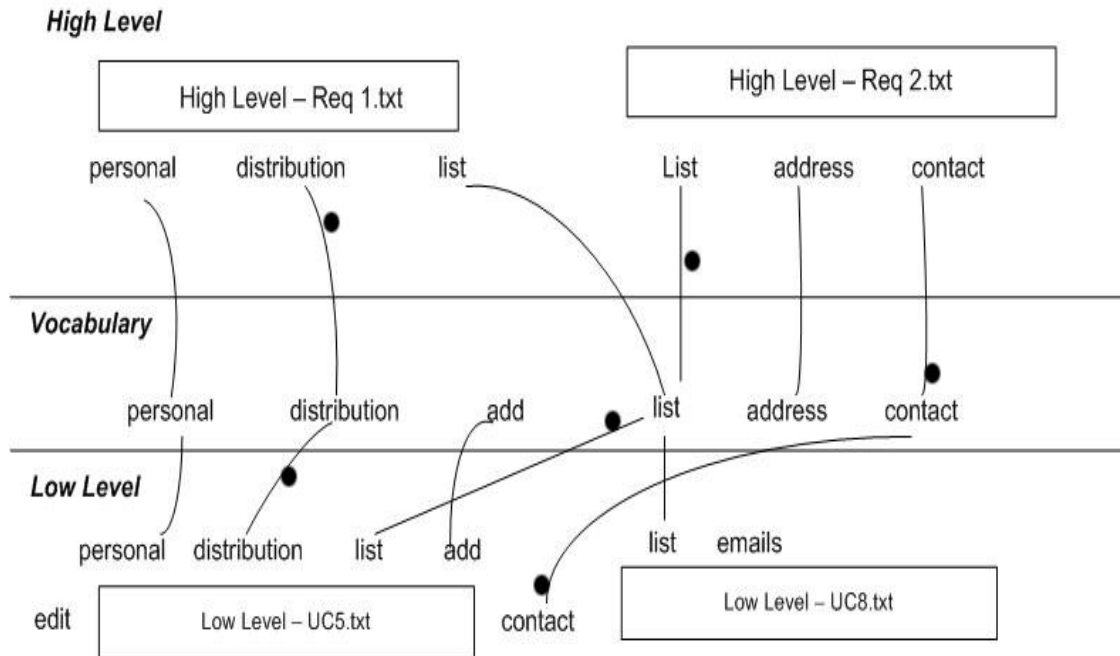 High Level
High Level – Req 1.txt High Level – Req 2.txt
personal distribution list List address contact
Vocabulary
personal distribution add list address contact
Low Level
personal distribution list add list emails
edit Low Level – UC5.txt contact Low Level – UC8.txt